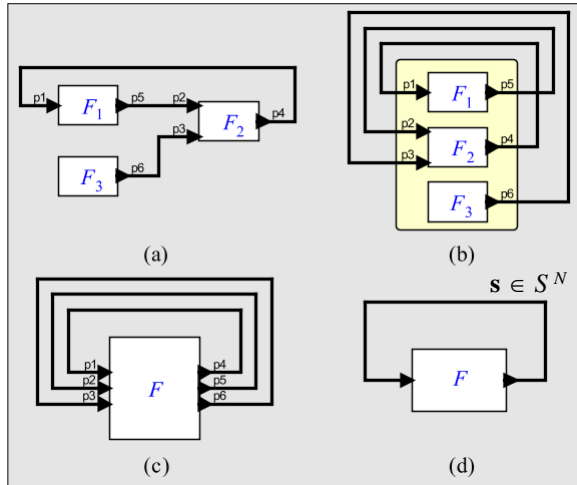 p1 F₁ p5 p2 F₂ p4
p3
F₃ p6
(a)
p1 F₁ p5
p2 F₂ p4
p3
F₃ p6
(b)
p1 p4
p2 F p5
p3 p6
(c)
s ∈ S^N
F
(d)